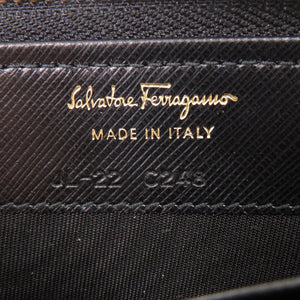 Salvatore Ferragamo
MADE IN ITALY
JL-22 C248